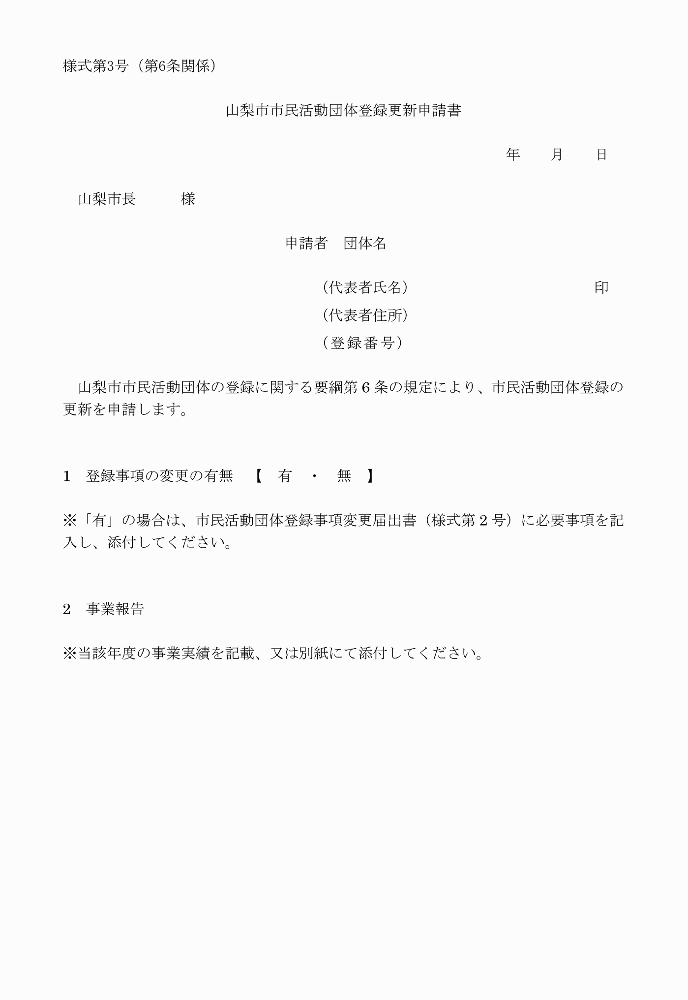 様式第3号（第6条関係）
山梨市市民活動団体登録更新申請書
年　　月　　日
山梨市長　　　様
申請者　団体名
（代表者氏名）　　　　　　　　　　　　印
（代表者住所）
（登録番号）
　山梨市市民活動団体の登録に関する要綱第 6 条の規定により、市民活動団体登録の
更新を申請します。
1　登録事項の変更の有無　【　有　・　無　】
※「有」の場合は、市民活動団体登録事項変更届出書（様式第 2 号）に必要事項を記
入し、添付してください。
2　事業報告
※当該年度の事業実績を記載、又は別紙にて添付してください。